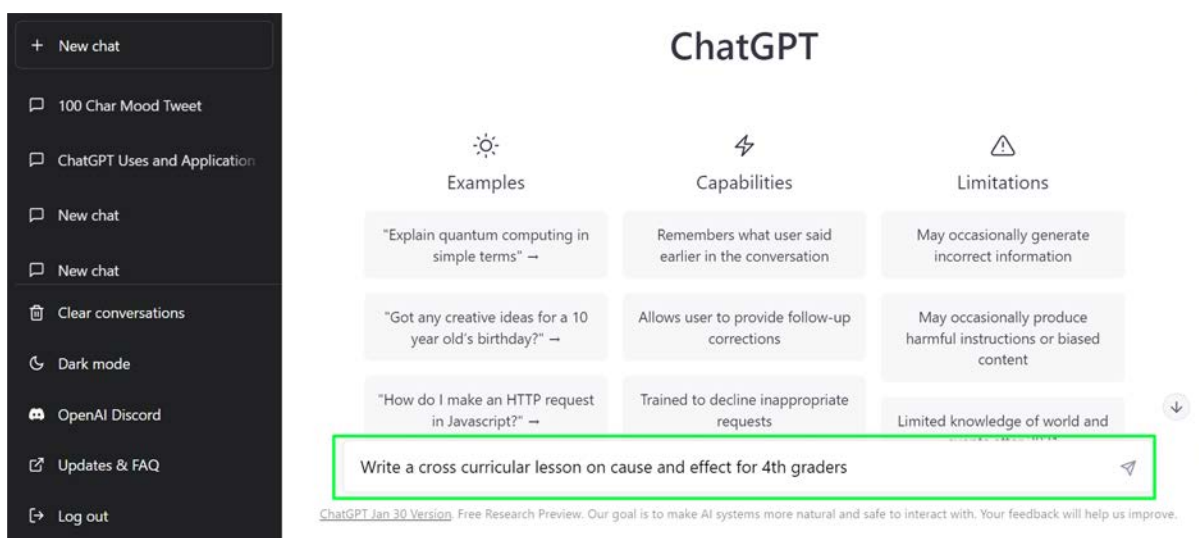 + New chat
100 Char Mood Tweet
ChatGPT Uses and Application
New chat
New chat
Clear conversations
Dark mode
OpenAI Discord
Updates & FAQ
Log out
ChatGPT
Examples
"Explain quantum computing in
simple terms" →
"Got any creative ideas for a 10
year old's birthday?" →
"How do I make an HTTP request
in Javascript?" →
Capabilities
Remembers what user said
earlier in the conversation
Allows user to provide follow-up
corrections
Trained to decline inappropriate
requests
Limitations
May occasionally generate
incorrect information
May occasionally produce
harmful instructions or biased
content
Limited knowledge of world and
Write a cross curricular lesson on cause and effect for 4th graders
ChatGPT Jan 30 Version. Free Research Preview. Our goal is to make AI systems more natural and safe to interact with. Your feedback will help us improve.